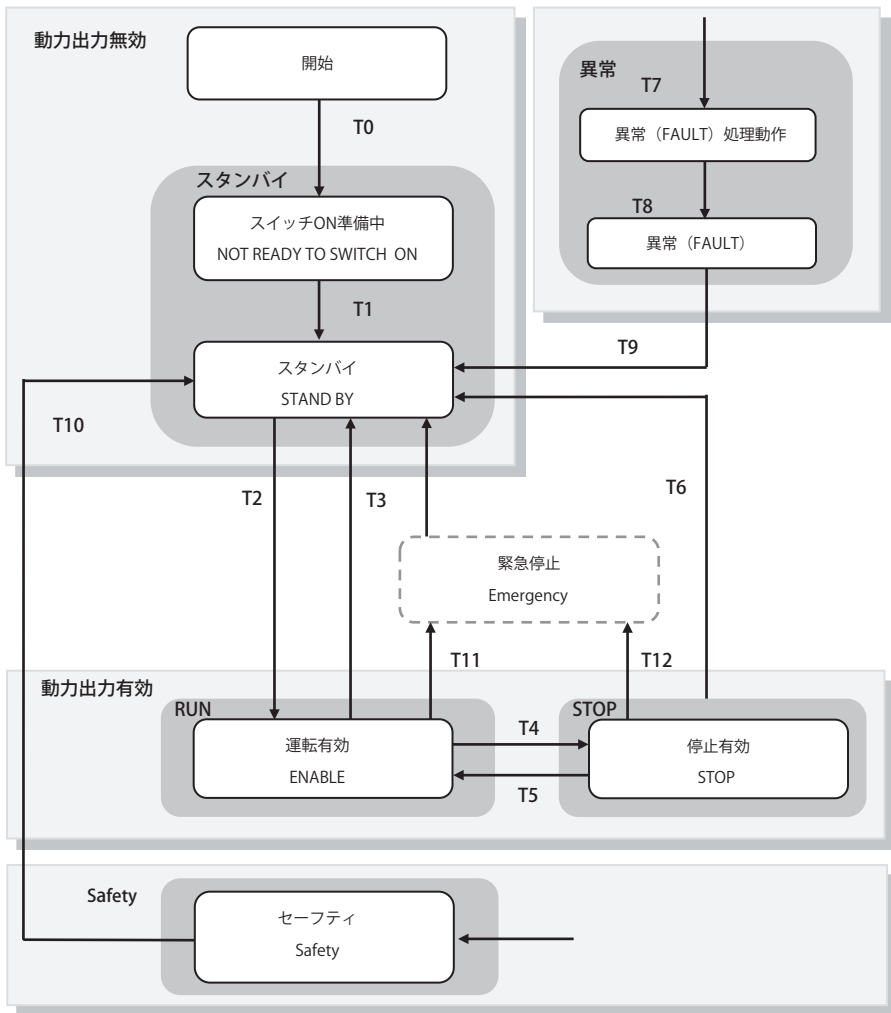 動力出力無効
開始
T0
スタンバイ
スイッチON準備中
NOT READY TO SWITCH ON
T1
スタンバイ
STAND BY
異常
T7
異常（FAULT）処理動作
T8
異常（FAULT）
T9
T10
T2
T3
T6
緊急停止
Emergency
T11
T12
動力出力有効
RUN
運転有効
ENABLE
T4
T5
STOP
停止有効
STOP
Safety
セーフティ
Safety